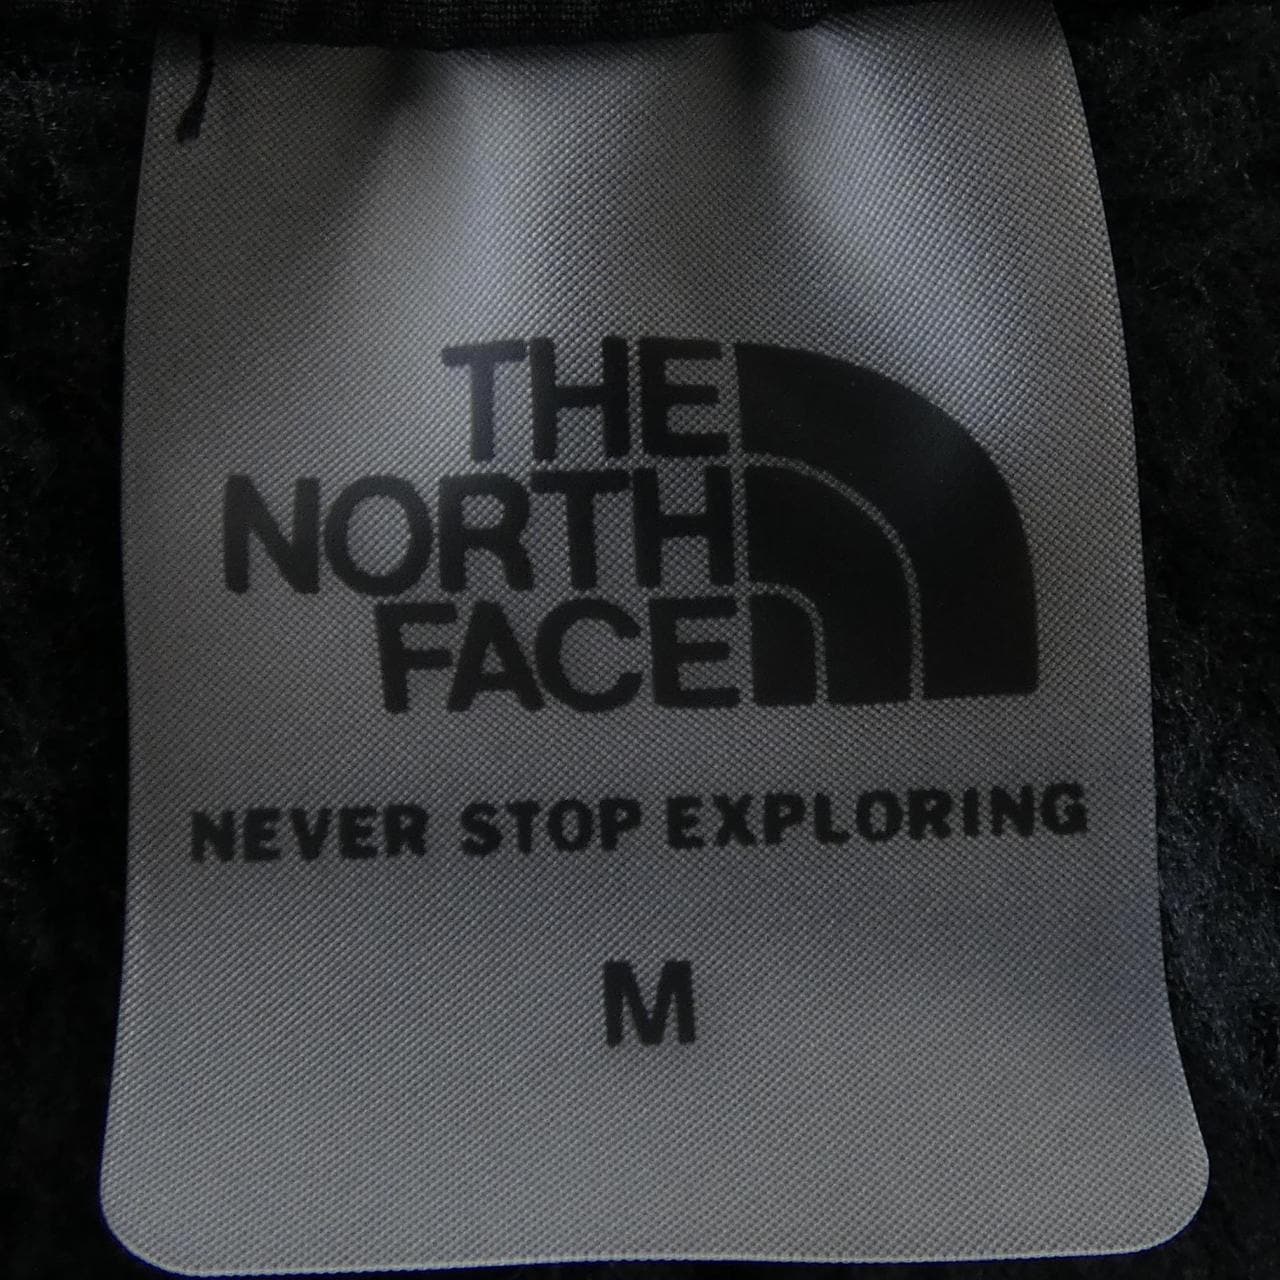 THE
NORTH
FACE
NEVER STOP EXPLORING
M